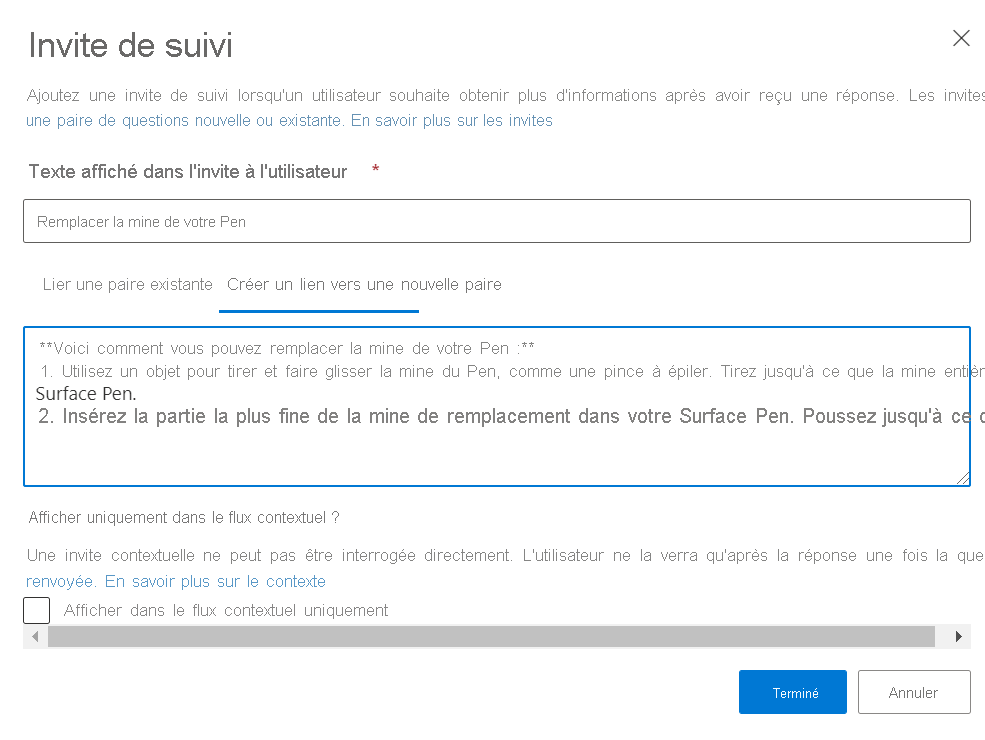 Invite de suivi
Ajoutez une invite de suivi lorsqu'un utilisateur souhaite obtenir plus d'informations après avoir reçu une réponse. Les invites
une paire de questions nouvelle ou existante. En savoir plus sur les invites
Texte affiché dans l'invite à l'utilisateur *
Remplacer la mine de votre Pen
Lier une paire existante Créer un lien vers une nouvelle paire
**Voici comment vous pouvez remplacer la mine de votre Pen :**
1. Utilisez un objet pour tirer et faire glisser la mine du Pen, comme une pince à épiler. Tirez jusqu'à ce que la mine
Surface Pen.
2. Insérez la partie la plus fine de la mine de remplacement dans votre Surface Pen. Poussez jusqu'à ce
Afficher uniquement dans le flux contextuel ?
Une invite contextuelle ne peut pas être interrogée directement. L'utilisateur ne la verra qu'après la réponse une fois la que
renvoyée. En savoir plus sur le contexte
Afficher dans le flux contextuel uniquement
Terminé Annuler